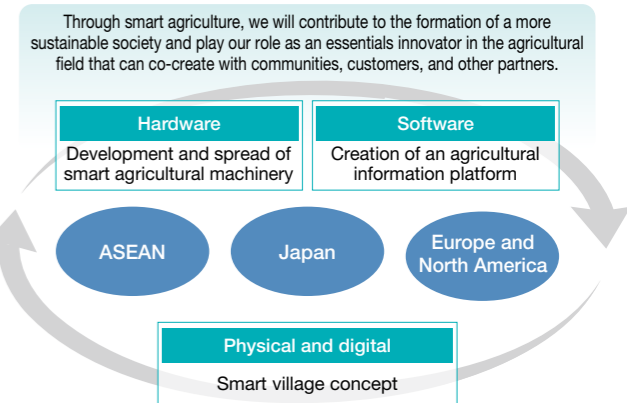 Through smart agriculture, we will contribute to the formation of a more
sustainable society and play our role as an essentials innovator in the agricultural
field that can co-create with communities, customers, and other partners.
Hardware
Development and spread of
smart agricultural machinery
Software
Creation of an agricultural
information platform
ASEAN
Japan
Europe and
North America
Physical and digital
Smart village concept